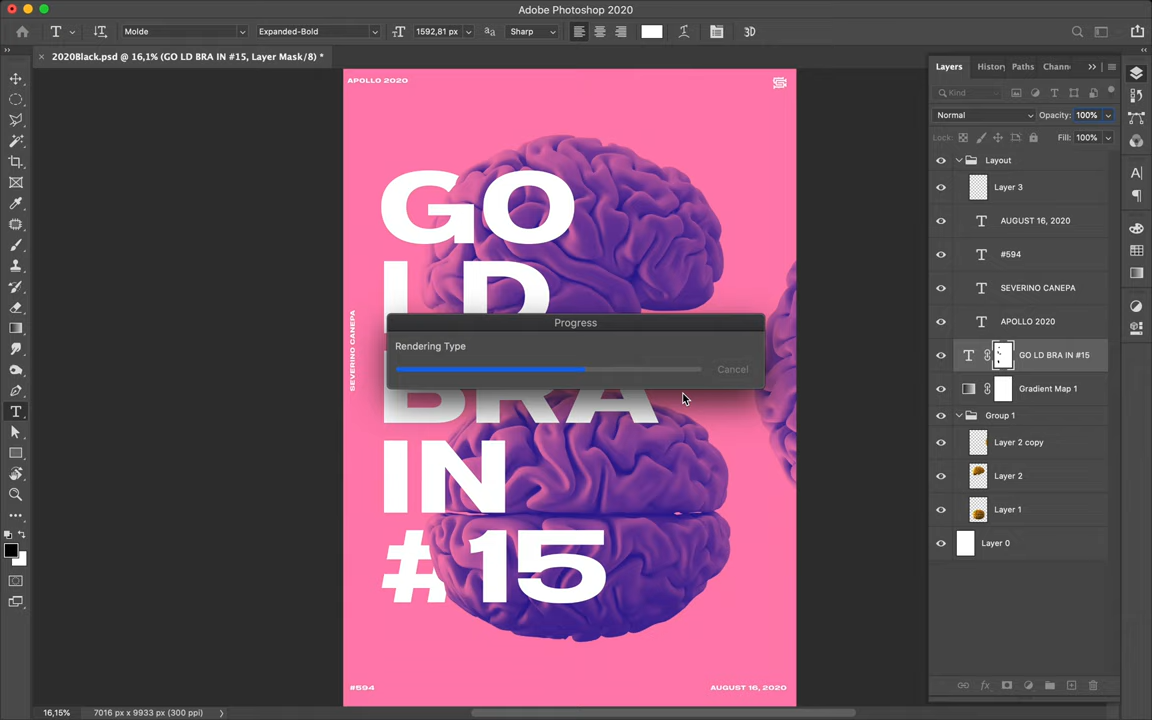 Adobe Photoshop 2020
T Molde Expanded-Bold 1592,81 px Sharp 3D
2020Black.psd @ 16,1% (GO LD BRA IN #15, Layer Mask/8) *
APOLLO 2020
GO
LD
BRA
IN
#15
SEVERINO CANEPA
#594
AUGUST 16, 2020
Progress
Rendering Type
Cancel
Layers History Paths Chann
Kind
Normal Opacity: 100%
Lock: Fill: 100%
Layout
Layer 3
AUGUST 16, 2020
#594
SEVERINO CANEPA
APOLLO 2020
GO LD BRA IN #15
Gradient Map 1
Group 1
Layer 2 copy
Layer 2
Layer 1
Layer 0
16,15% 7016 px x 9933 px (300 ppi)